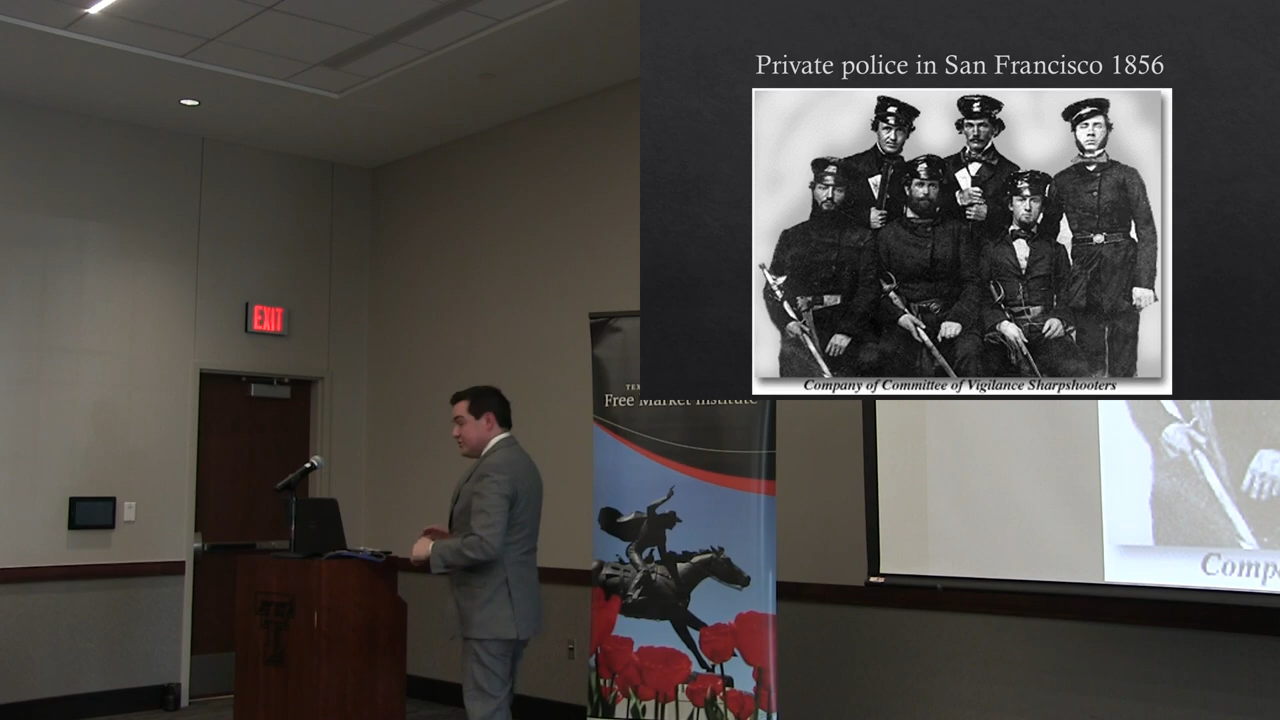 Private police in San Francisco 1856
Company of Committee of Vigilance Sharpshooters
EXIT
Free Market Institute
T
Comp